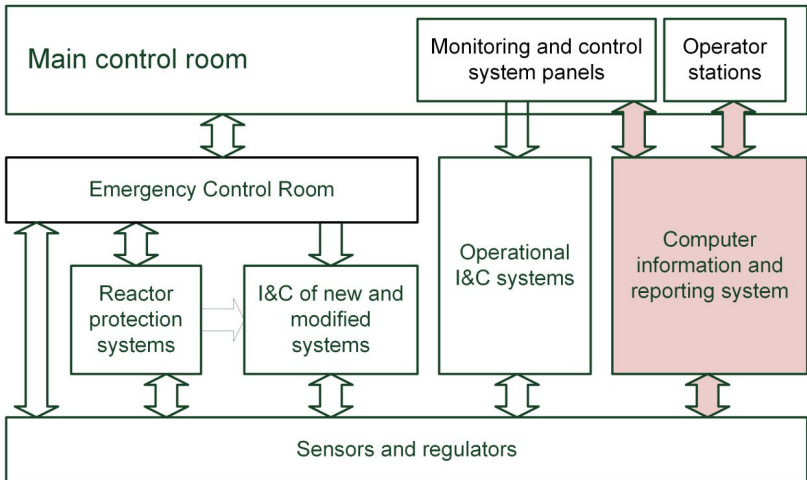 Main control room
Monitoring and control
system panels
Operator
stations
Emergency Control Room
Reactor
protection
systems
I&C of new and
modified
systems
Operational
I&C systems
Computer
information and
reporting system
Sensors and regulators